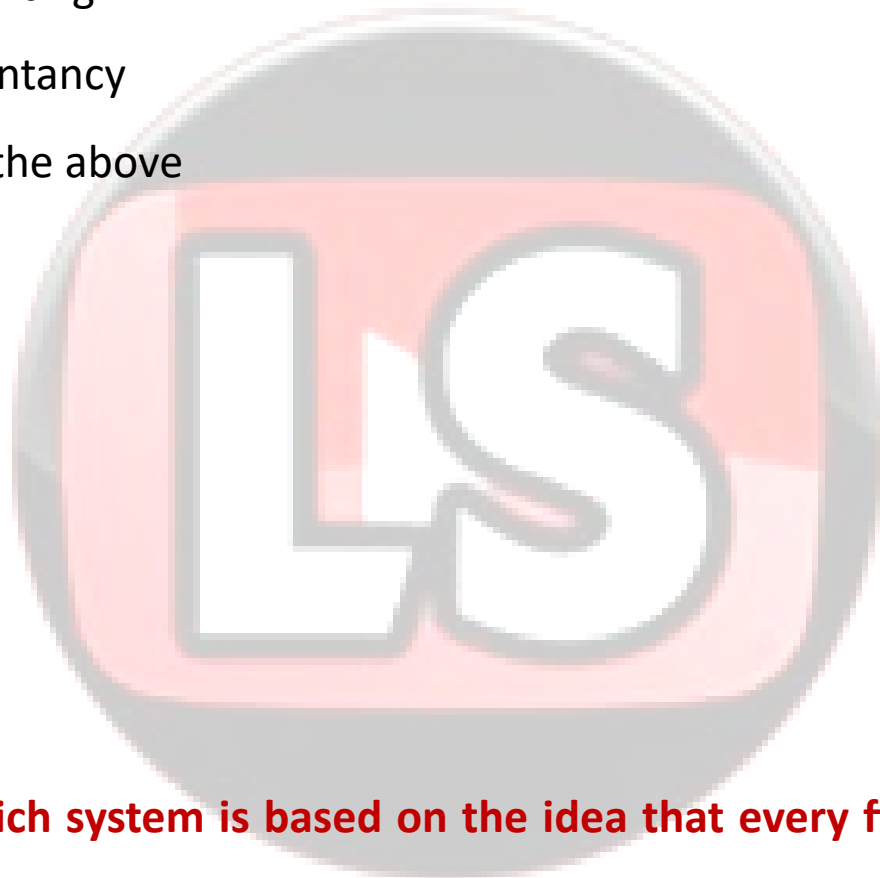 ntancy
the above
LS
ich system is based on the idea that every f